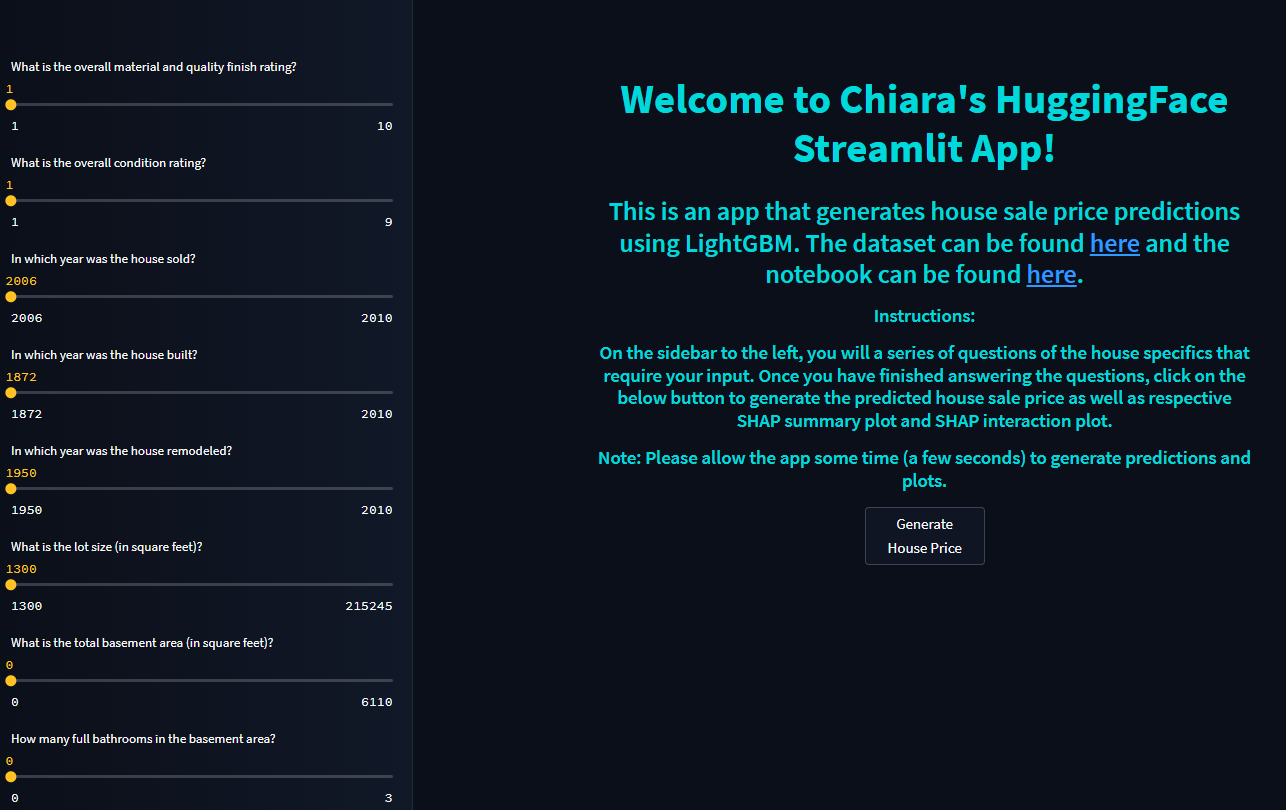 What is the overall material and quality finish rating?
1
1 10
What is the overall condition rating?
1
1 9
In which year was the house sold?
2006
2006 2010
In which year was the house built?
1872
1872 2010
In which year was the house remodeled?
1950
1950 2010
What is the lot size (in square feet)?
1300
1300 215245
What is the total basement area (in square feet)?
0
0 6110
How many full bathrooms in the basement area?
0
0 3
Welcome to Chiara's HuggingFace
Streamlit App!
This is an app that generates house sale price predictions
using LightGBM. The dataset can be found here and the
notebook can be found here.
Instructions:
On the sidebar to the left, you will a series of questions of the house specifics that
require your input. Once you have finished answering the questions, click on the
below button to generate the predicted house sale price as well as respective
SHAP summary plot and SHAP interaction plot.
Note: Please allow the app some time (a few seconds) to generate predictions and
plots.
Generate
House Price